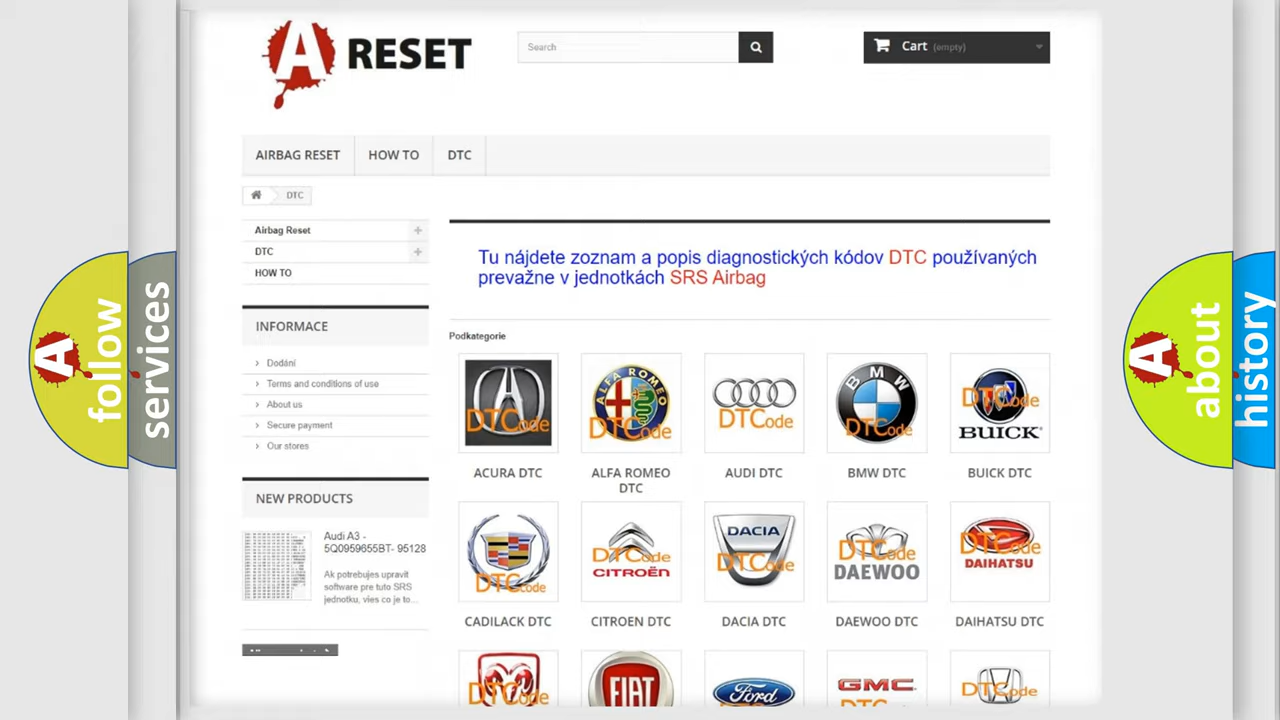 A RESET
Search
Cart (empty)
AIRBAG RESET
HOW TO
DTC
DTC
Airbag Reset
DTC
HOW TO
INFORMACE
Dodání
Terms and conditions of use
About us
Secure payment
Our stores
NEW PRODUCTS
Audi A3 -
5Q0959655BT- 95128
Ak potrebujes upravit
software pre tuto SRS
jednotku, vies co je to...
Tu nájdete zoznam a popis diagnostických kódov DTC používaných
prevažne v jednotkách SRS Airbag
Podkategorie
DTCode
ALFA ROMEO
DTCode
DTCode
BMW
DTCode
DTCode
BUICK
ACURA DTC
ALFA ROMEO
DTC
AUDI DTC
BMW DTC
BUICK DTC
DTCode
DTCode
CITROËN
DACIA
DTCode
DTCode
DAEWOO
DTCode
DAIHATSU
CADILACK DTC
CITROEN DTC
DACIA DTC
DAEWOO DTC
DAIHATSU DTC
DTCode
FIAT
Ford
GMC
DTCode
A follow
services
A about
history